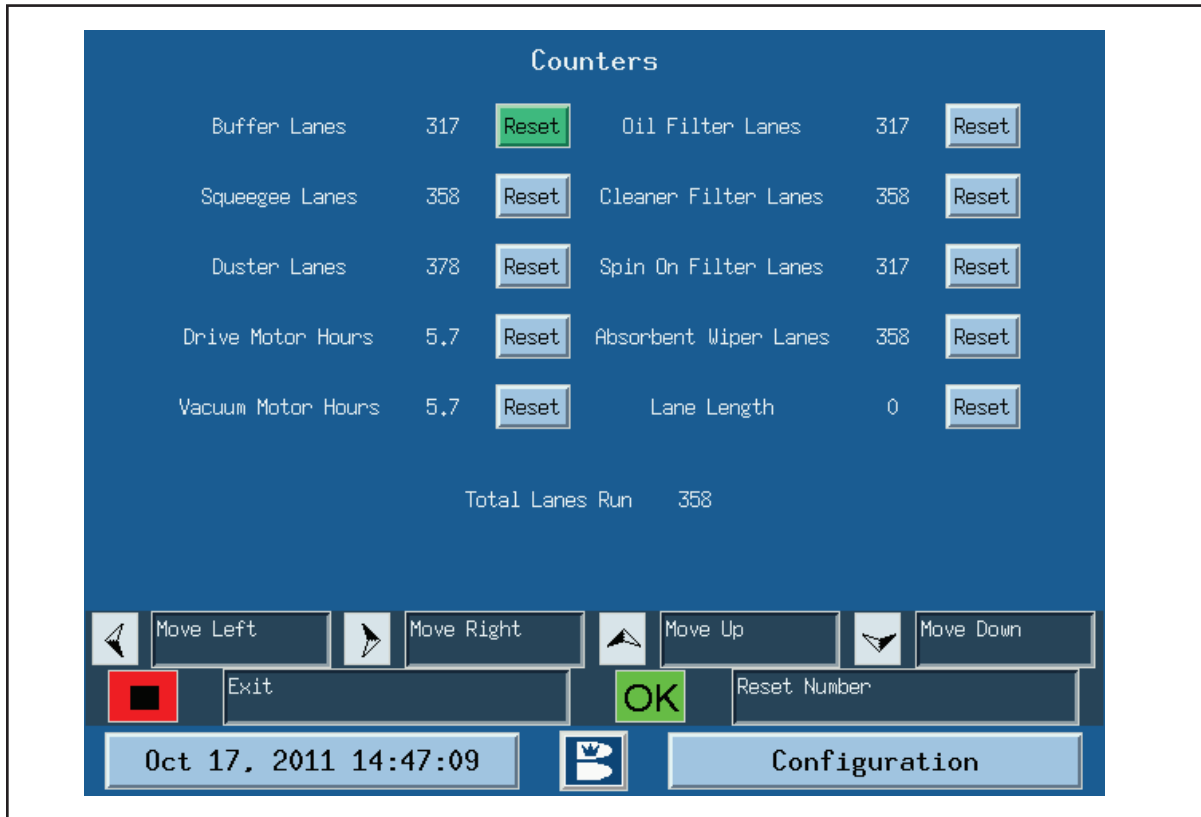 Counters
Buffer Lanes 317 Reset Oil Filter Lanes 317 Reset
Squeegee Lanes 358 Reset Cleaner Filter Lanes 358 Reset
Duster Lanes 378 Reset Spin On Filter Lanes 317 Reset
Drive Motor Hours 5.7 Reset Absorbent Wiper Lanes 358 Reset
Vacuum Motor Hours 5.7 Reset Lane Length 0 Reset
Total Lanes Run 358
Move Left Move Right Move Up Move Down
Exit OK Reset Number
Oct 17, 2011 14:47:09 Configuration